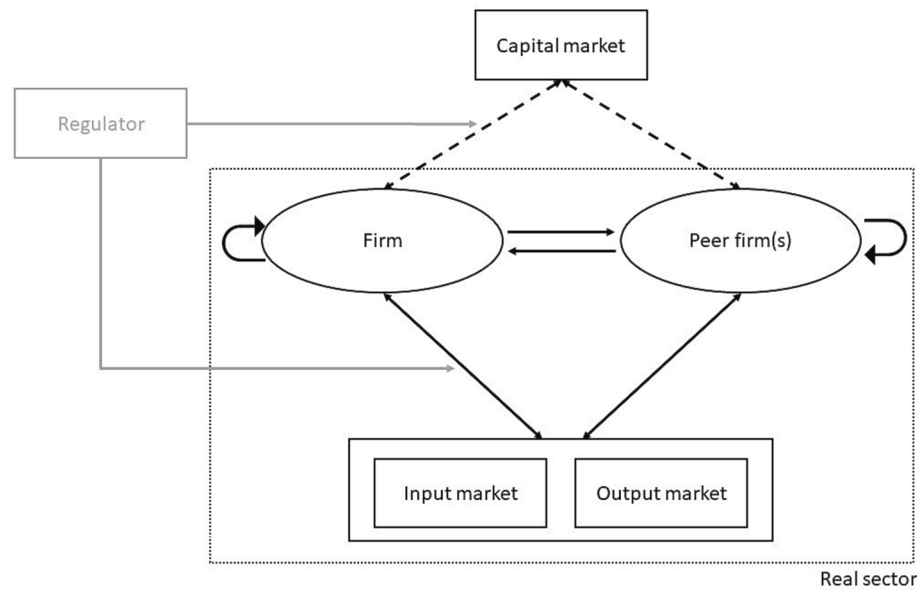 Capital market
Regulator
Firm
Peer firm(s)
Input market
Output market
Real sector